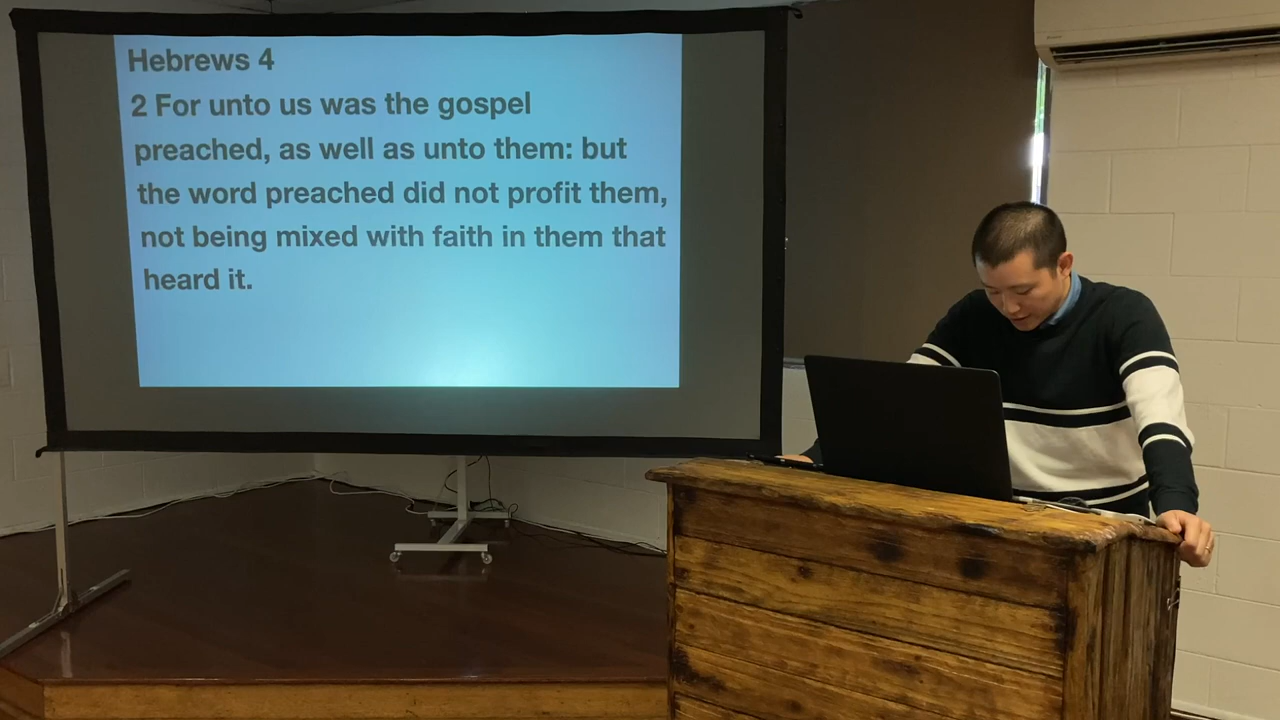 Hebrews 4
2 For unto us was the gospel
preached, as well as unto them: but
the word preached did not profit them,
not being mixed with faith in them that
heard it.